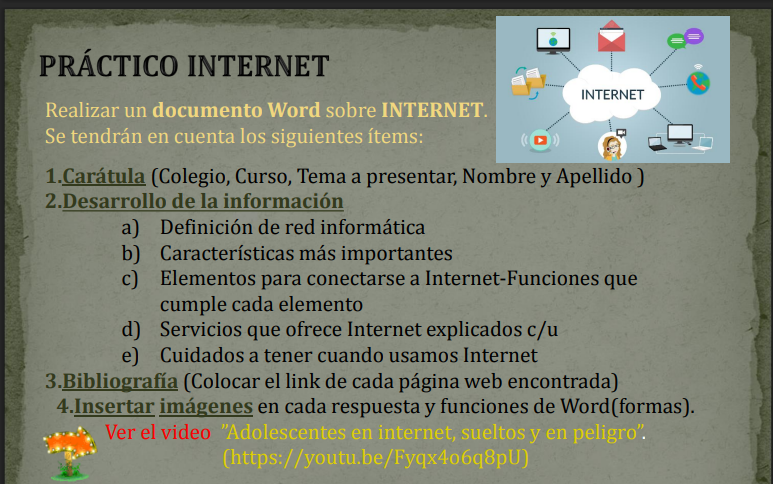 PRÁCTICO INTERNET
INTERNET
Realizar un documento Word sobre INTERNET.
Se tendrán en cuenta los siguientes ítems:
1.Carátula (Colegio, Curso, Tema a presentar, Nombre y Apellido )
2.Desarrollo de la información
a) Definición de red informática
b) Características más importantes
c) Elementos para conectarse a Internet-Funciones que
cumple cada elemento
d) Servicios que ofrece Internet explicados c/u
e) Cuidados a tener cuando usamos Internet
3.Bibliografía (Colocar el link de cada página web encontrada)
4.Insertar imágenes en cada respuesta y funciones de Word(formas).
Ver el video ”Adolescentes en internet, sueltos y en peligro”.
(https://youtu.be/Fyqx4o6q8pU)